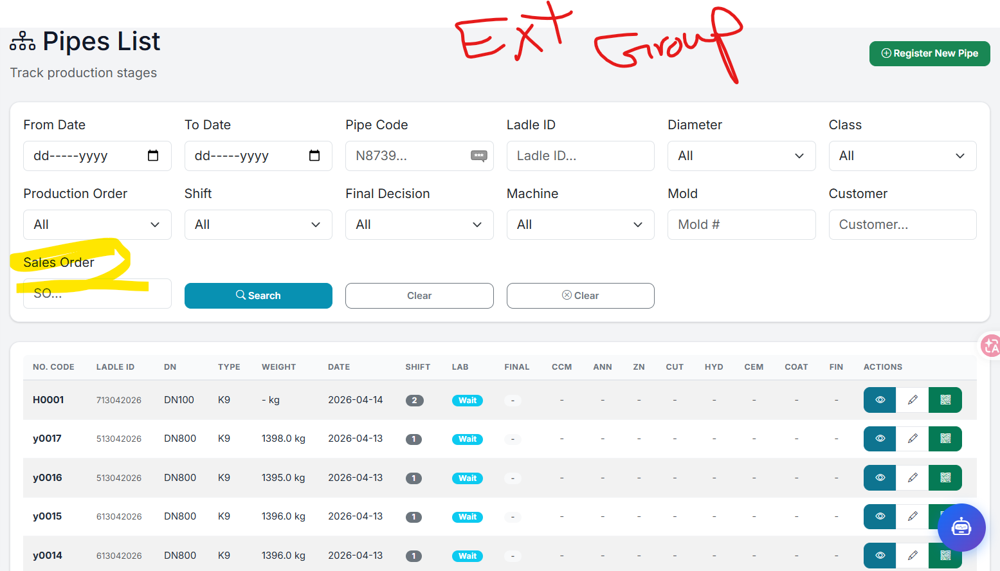 Ext Group
Pipes List
Register New Pipe
Track production stages
From Date To Date Pipe Code Ladle ID Diameter Class
dd-----yyyy dd-----yyyy N8739... Ladle ID... All All
Production Order Shift Final Decision Machine Mold Customer
All All All All Mold # Customer...
Sales Order
SO... Search Clear Clear
NO. CODE LADLE ID DN TYPE WEIGHT DATE SHIFT LAB FINAL CCM ANN ZN CUT HYD CEM COAT FIN ACTIONS
H0001 713042026 DN100 K9 - kg 2026-04-14 2 Wait - - - - - - - - -
y0017 513042026 DN800 K9 1398.0 kg 2026-04-13 1 Wait - - - - - - - - -
y0016 513042026 DN800 K9 1395.0 kg 2026-04-13 1 Wait - - - - - - - - -
y0015 613042026 DN800 K9 1396.0 kg 2026-04-13 1 Wait - - - - - - - - -
y0014 613042026 DN800 K9 1396.0 kg 2026-04-13 1 Wait - - - - - - - - -